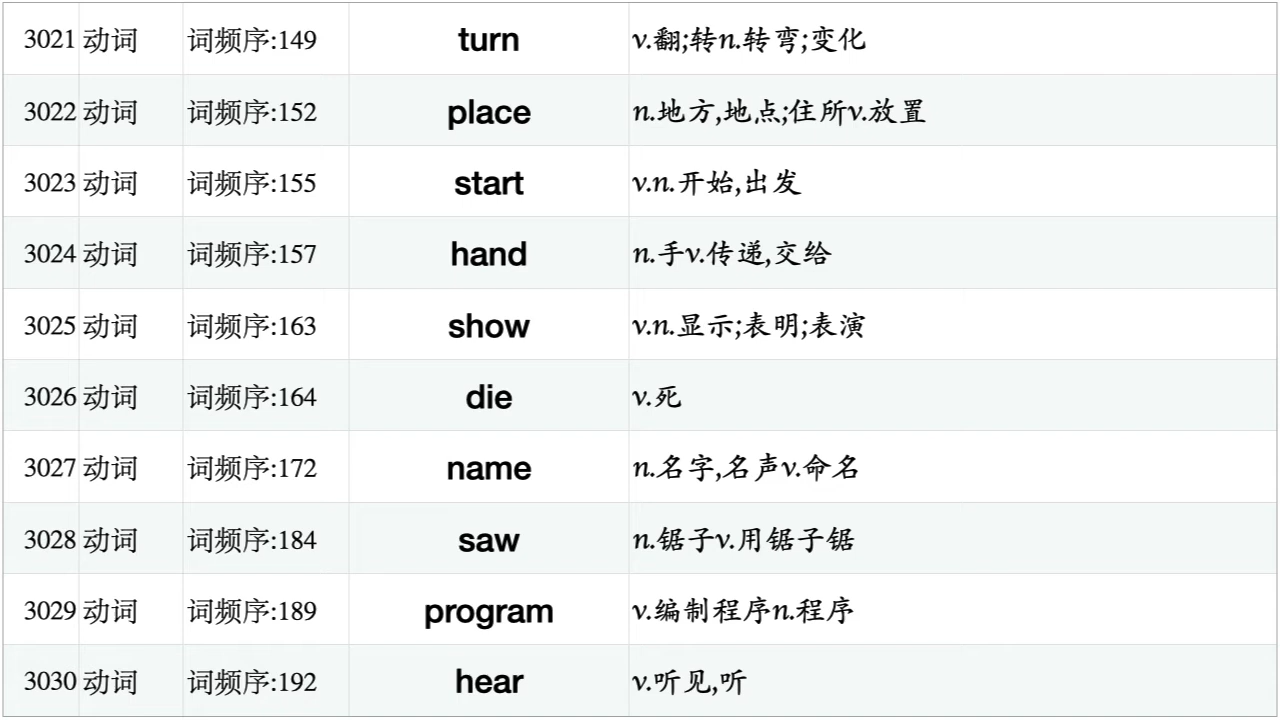 3021 动词 词频序:149 turn v.翻;转n.转弯;变化
3022 动词 词频序:152 place n.地方,地点;住所v.放置
3023 动词 词频序:155 start v.n.开始,出发
3024 动词 词频序:157 hand n.手v.传递,交给
3025 动词 词频序:163 show v.n.显示;表明;表演
3026 动词 词频序:164 die v.死
3027 动词 词频序:172 name n.名字,名声v.命名
3028 动词 词频序:184 saw n.锯子v.用锯子锯
3029 动词 词频序:189 program v.编制程序n.程序
3030 动词 词频序:192 hear v.听见,听